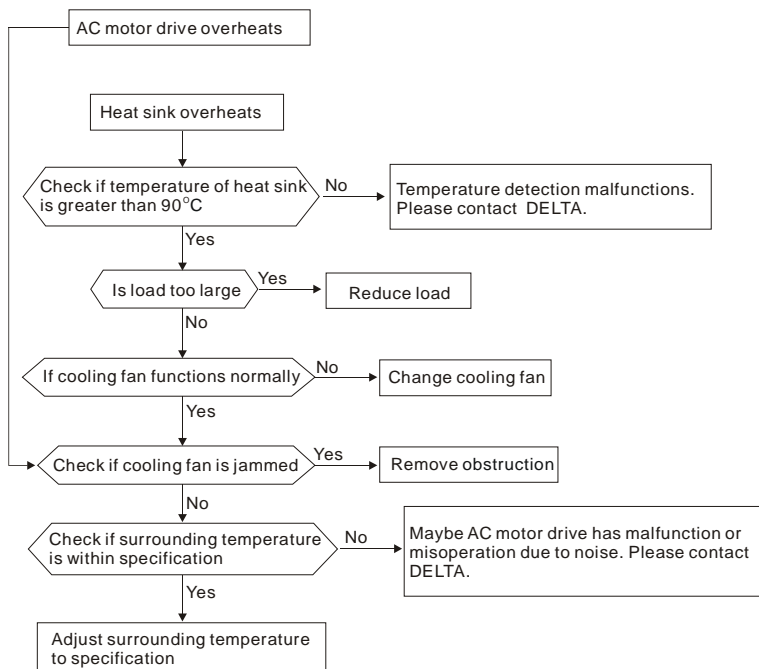 AC motor drive overheats
Heat sink overheats
Check if temperature of heat sink
is greater than 90°C
No
Temperature detection malfunctions.
Please contact DELTA.
Yes
Is load too large
Yes
Reduce load
No
If cooling fan functions normally
No
Change cooling fan
Yes
Check if cooling fan is jammed
Yes
Remove obstruction
No
Check if surrounding temperature
is within specification
No
Maybe AC motor drive has malfunction or
misoperation due to noise. Please contact
DELTA.
Yes
Adjust surrounding temperature
to specification